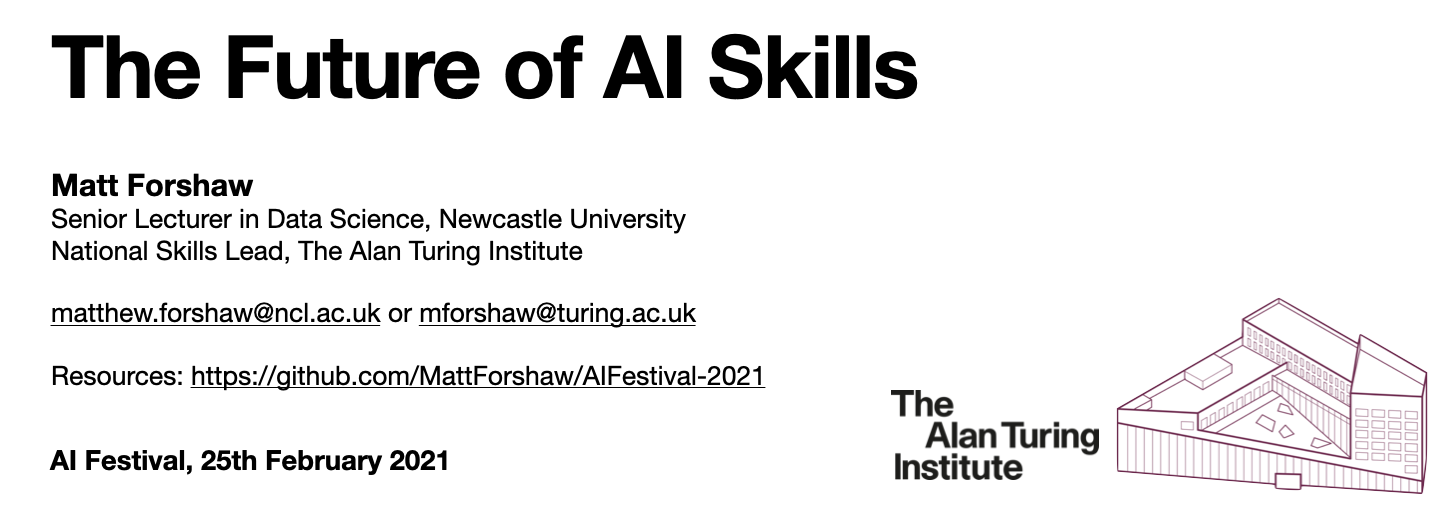 The Future of AI Skills
Matt Forshaw
Senior Lecturer in Data Science, Newcastle University
National Skills Lead, The Alan Turing Institute
matthew.forshaw@ncl.ac.uk or mforshaw@turing.ac.uk
Resources: https://github.com/MattForshaw/AIFestival-2021
AI Festival, 25th February 2021
The
Alan Turing
Institute